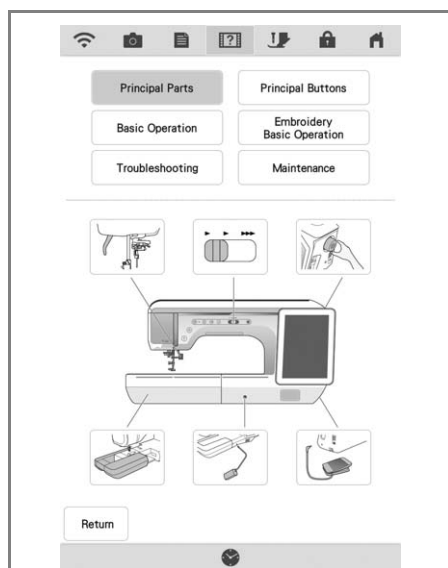 Principal Parts
Principal Buttons
Basic Operation
Embroidery
Basic Operation
Troubleshooting
Maintenance
Return